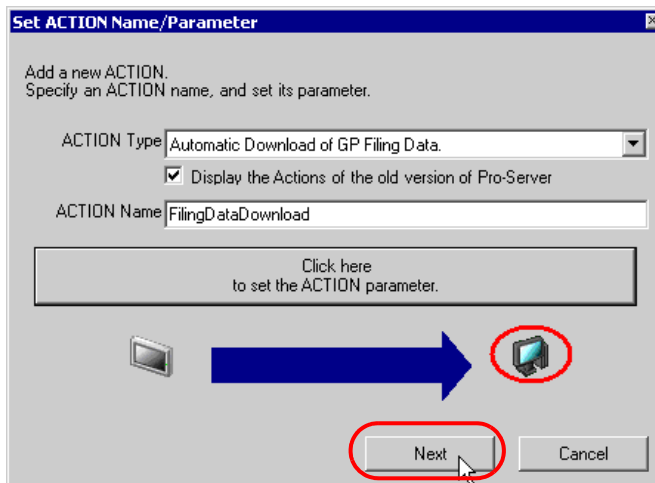 Set ACTION Name/Parameter
Add a new ACTION.
Specify an ACTION name, and set its parameter.
ACTION Type Automatic Download of GP Filing Data.
Display the Actions of the old version of Pro-Server
ACTION Name FilingDataDownload
Click here
to set the ACTION parameter.
Next Cancel